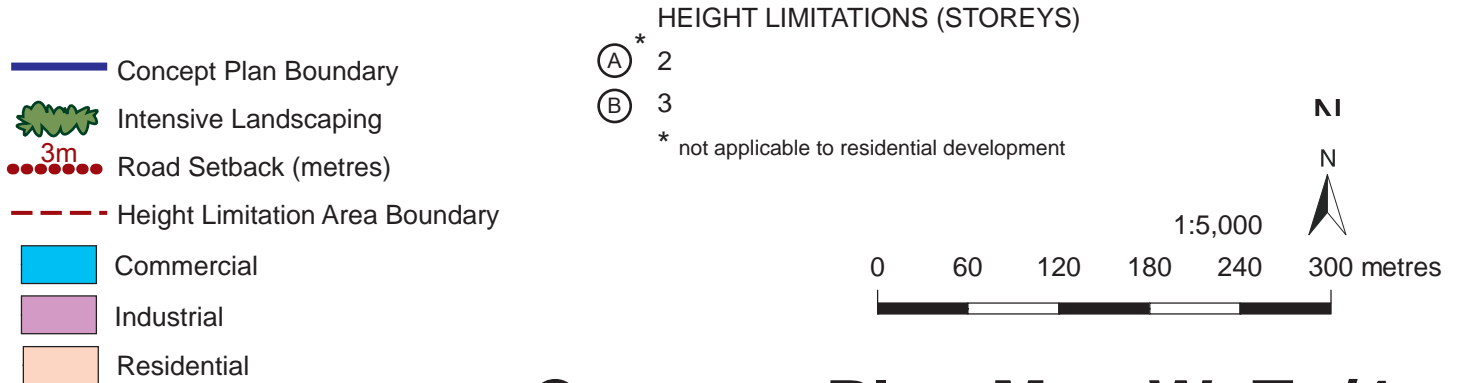 HEIGHT LIMITATIONS (STOREYS)
A * 2
B 3
* not applicable to residential development
Concept Plan Boundary
Intensive Landscaping
3m
Road Setback (metres)
Height Limitation Area Boundary
Commercial
Industrial
Residential
N
1:5,000
0 60 120 180 240 300 metres